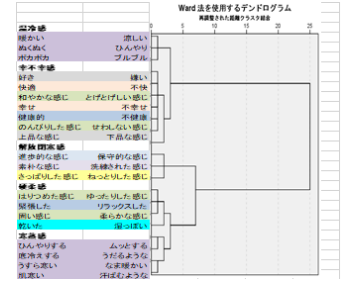 Ward 法を使用するデンドログラム
再調整された距離クラスタ結合
0 5 10 15 20 25
温冷感
暖かい 涼しい
ぬくぬく ひんやり
ポカポカ ブルブル
幸不幸感
好き 嫌い
快適 不快
和やかな感じ とげとげしい感じ
幸せ 不幸せ
健康的 不健康
のんびりした感じ せわしない感じ
上品な感じ 下品な感じ
解放閉塞感
進歩的な感じ 保守的な感じ
素朴な感じ 洗練された感じ
さっぱりした感じ ねっとりした感じ
硬柔感
はりつめた感じ ゆったりした感じ
緊張した リラックスした
固い感じ 柔らかな感じ
乾いた 湿っぽい
ひんやりする ムッとする
底冷えする うだるような
うすら寒い なま暖かい
肌寒い 汗ばむような